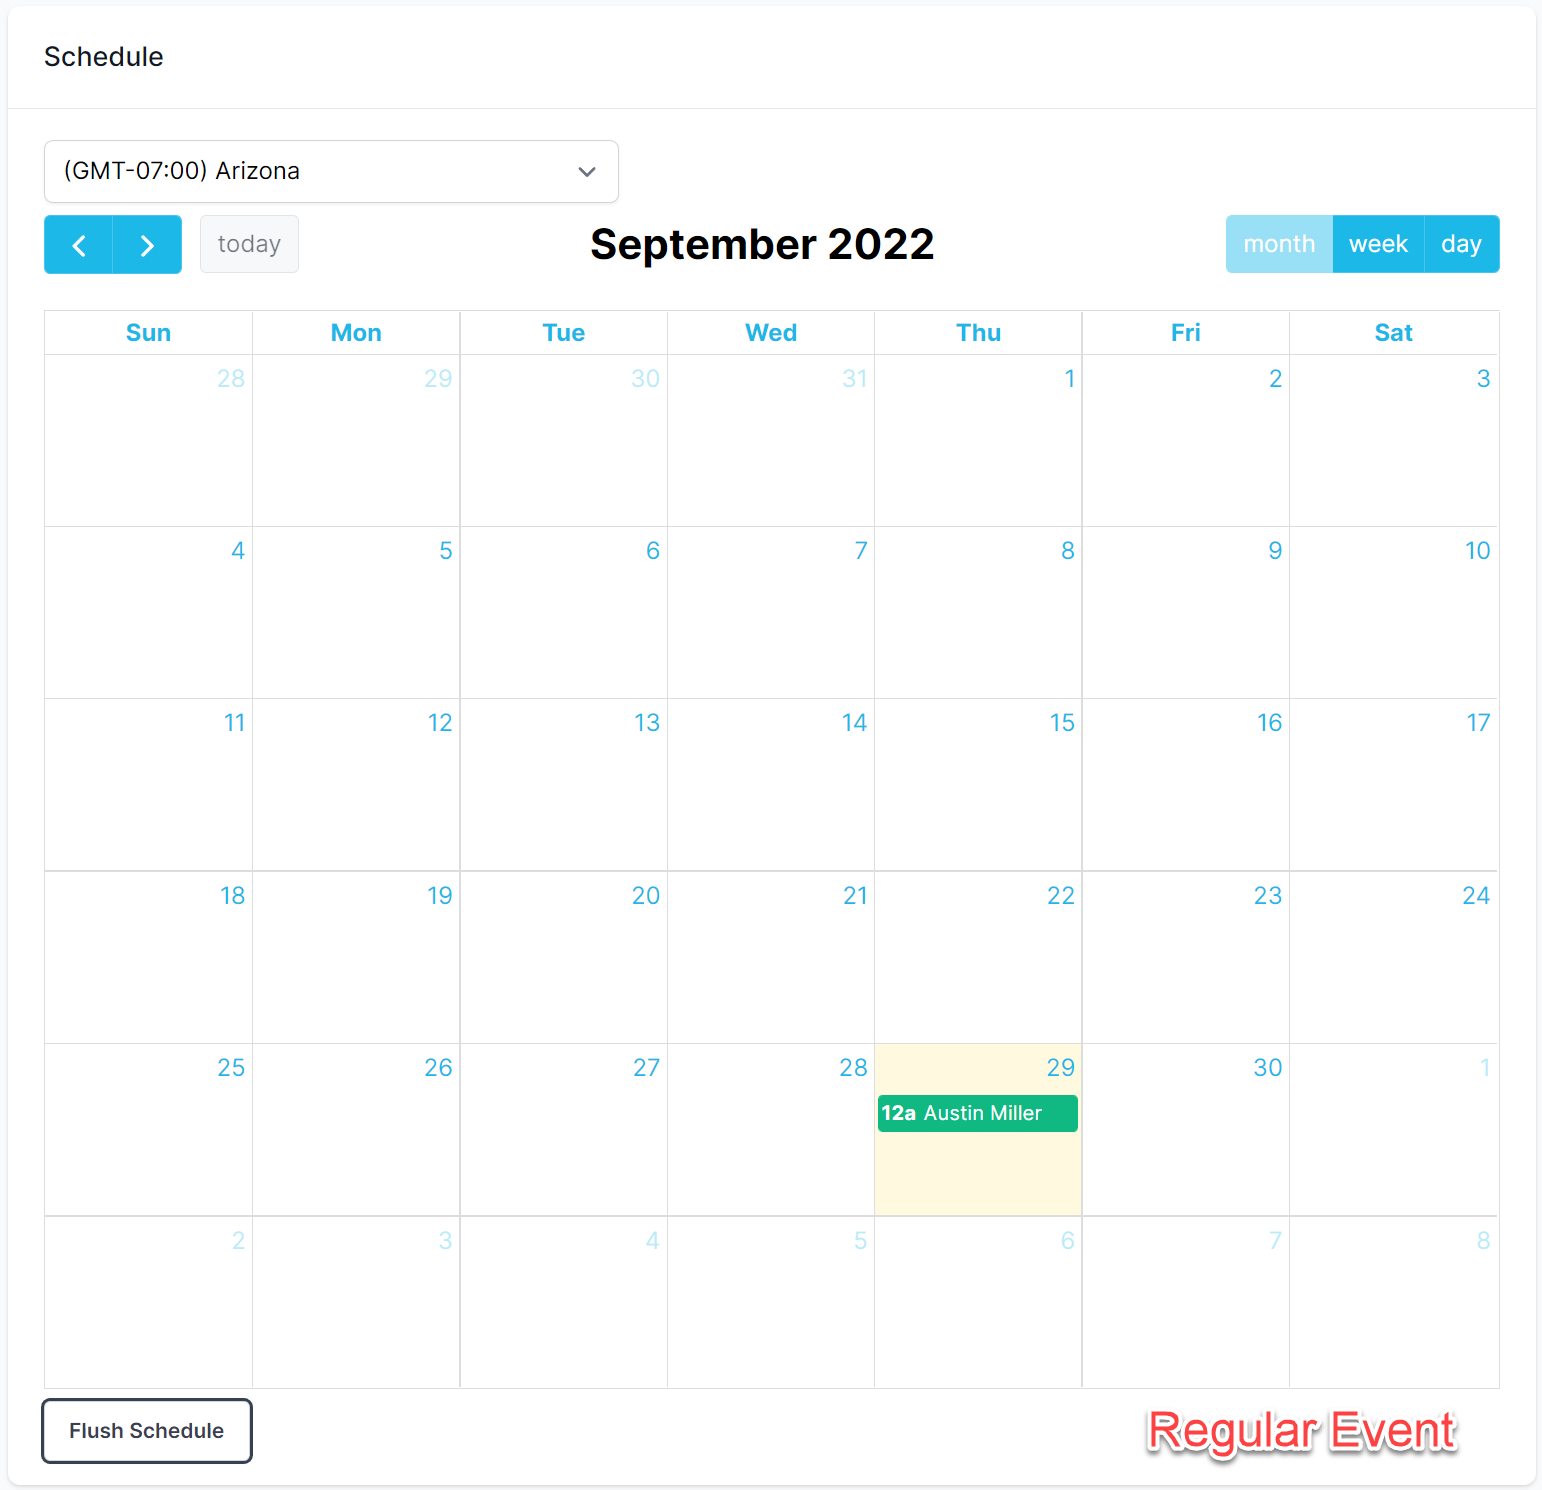 Schedule
(GMT-07:00) Arizona
today
September 2022
month week day
Sun Mon Tue Wed Thu Fri Sat
28 29 30 31 1 2 3
4 5 6 7 8 9 10
11 12 13 14 15 16 17
18 19 20 21 22 23 24
25 26 27 28 29 30 1
12a Austin Miller
2 3 4 5 6 7 8
Flush Schedule
Regular Event